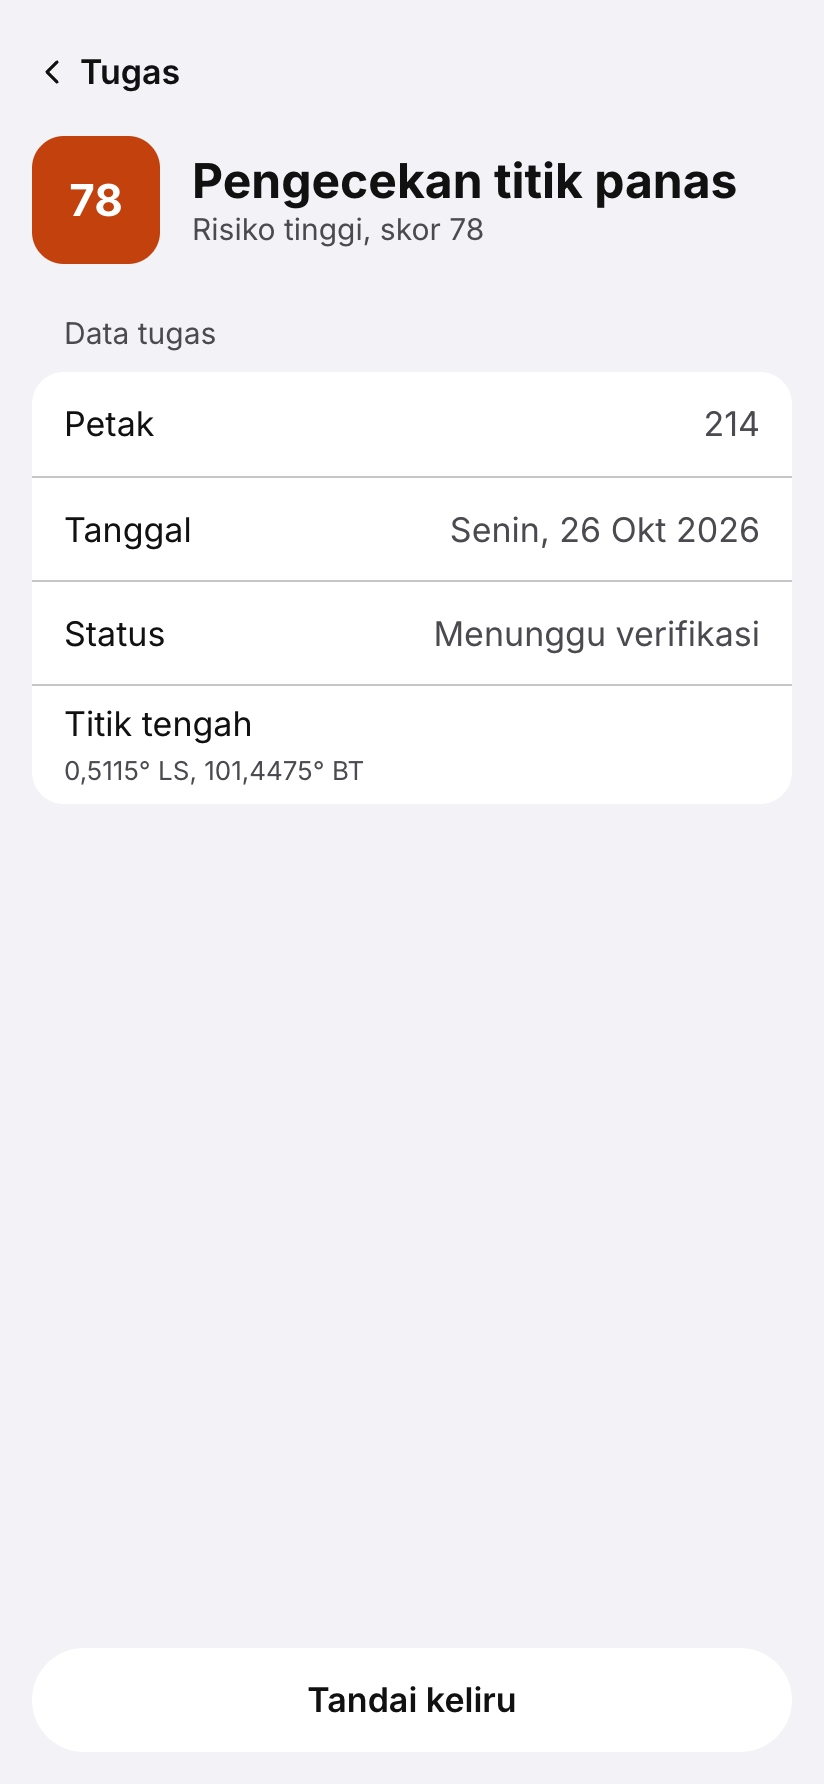 Tugas
78
Pengecekan titik panas
Risiko tinggi, skor 78
Data tugas
Petak 214
Tanggal Senin, 26 Okt 2026
Status Menunggu verifikasi
Titik tengah
0,5115° LS, 101,4475° BT
Tandai keliru